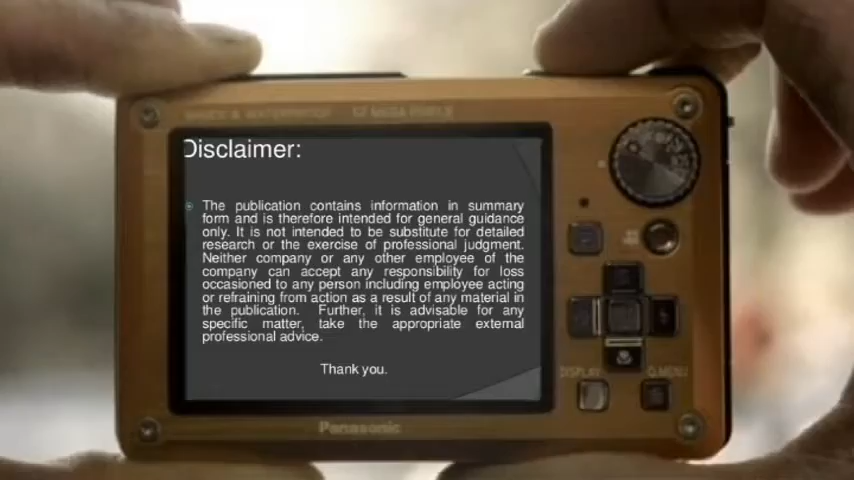 Disclaimer:
The publication contains information in summary
form and is therefore intended for general guidance
only. It is not intended to be substitute for detailed
research or the exercise of professional judgment.
Neither company or any other employee of the
company can accept any responsibility for loss
occasioned to any person including employee acting
or refraining from action as a result of any material in
the publication. Further, it is advisable for any
specific matter, take the appropriate external
professional advice.
Thank you.
DISPLAY
Q.MENU
Panasonic